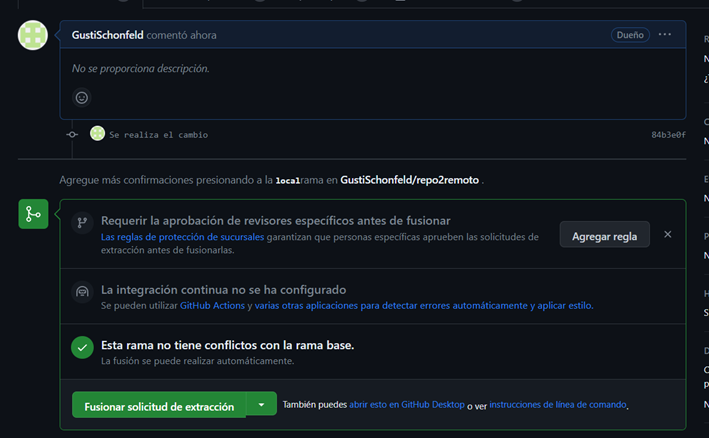 GustiSchonfeld comentó ahora
Dueño
No se proporciona descripción.
Se realiza el cambio
84b3e0f
Agregue más confirmaciones presionando a la localrama en GustiSchonfeld/repo2remoto .
Requerir la aprobación de revisores específicos antes de fusionar
Las reglas de protección de sucursales garantizan que personas específicas aprueben las solicitudes de
extracción antes de fusionarlas.
Agregar regla
La integración continua no se ha configurado
Se pueden utilizar GitHub Actions y varias otras aplicaciones para detectar errores automáticamente y aplicar estilo.
Esta rama no tiene conflictos con la rama base.
La fusión se puede realizar automáticamente.
Fusionar solicitud de extracción
También puedes abrir esto en GitHub Desktop o ver instrucciones de línea de comando.